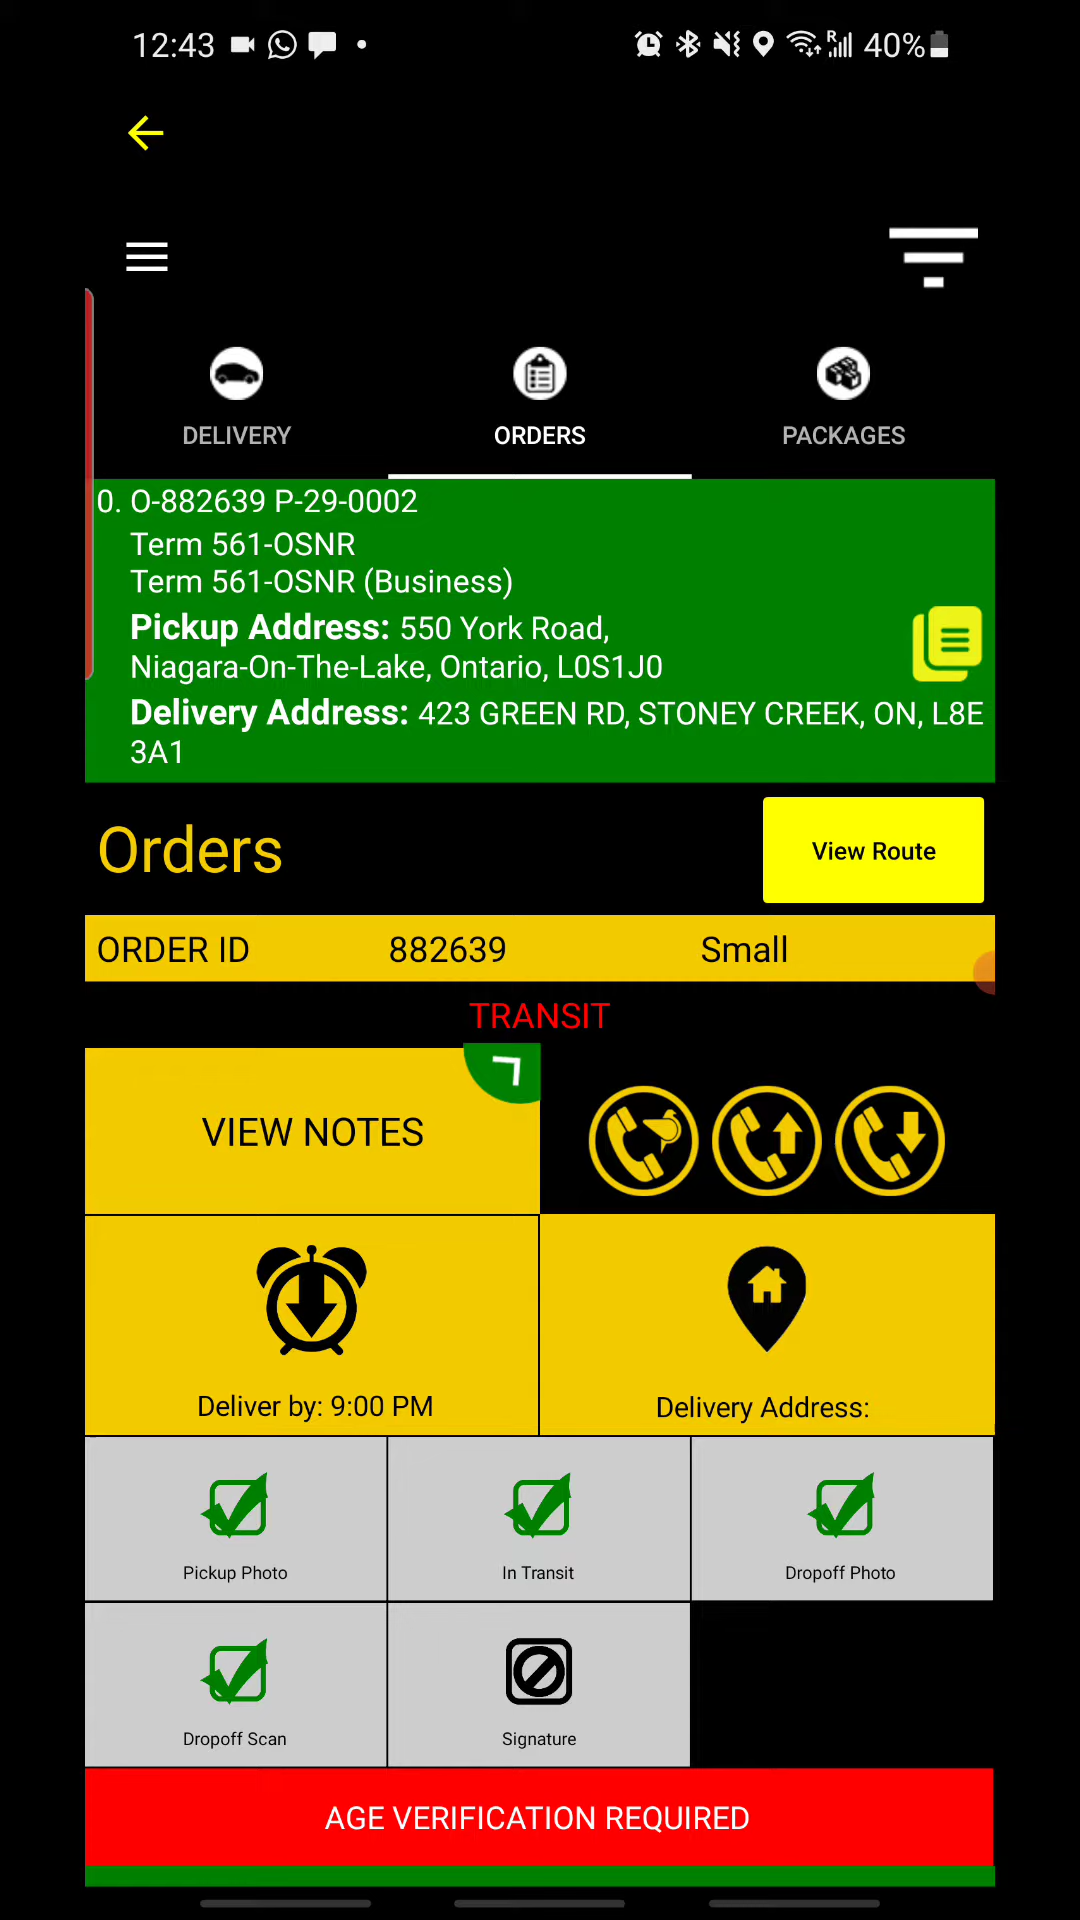 12:43
40%
DELIVERY
ORDERS
PACKAGES
0. O-882639 P-29-0002
Term 561-OSNR
Term 561-OSNR (Business)
Pickup Address: 550 York Road,
Niagara-On-The-Lake, Ontario, L0S1J0
Delivery Address: 423 GREEN RD, STONEY CREEK, ON, L8E
3A1
Orders
View Route
ORDER ID 882639 Small
TRANSIT
VIEW NOTES
Deliver by: 9:00 PM
Delivery Address:
Pickup Photo
In Transit
Dropoff Photo
Dropoff Scan
Signature
AGE VERIFICATION REQUIRED